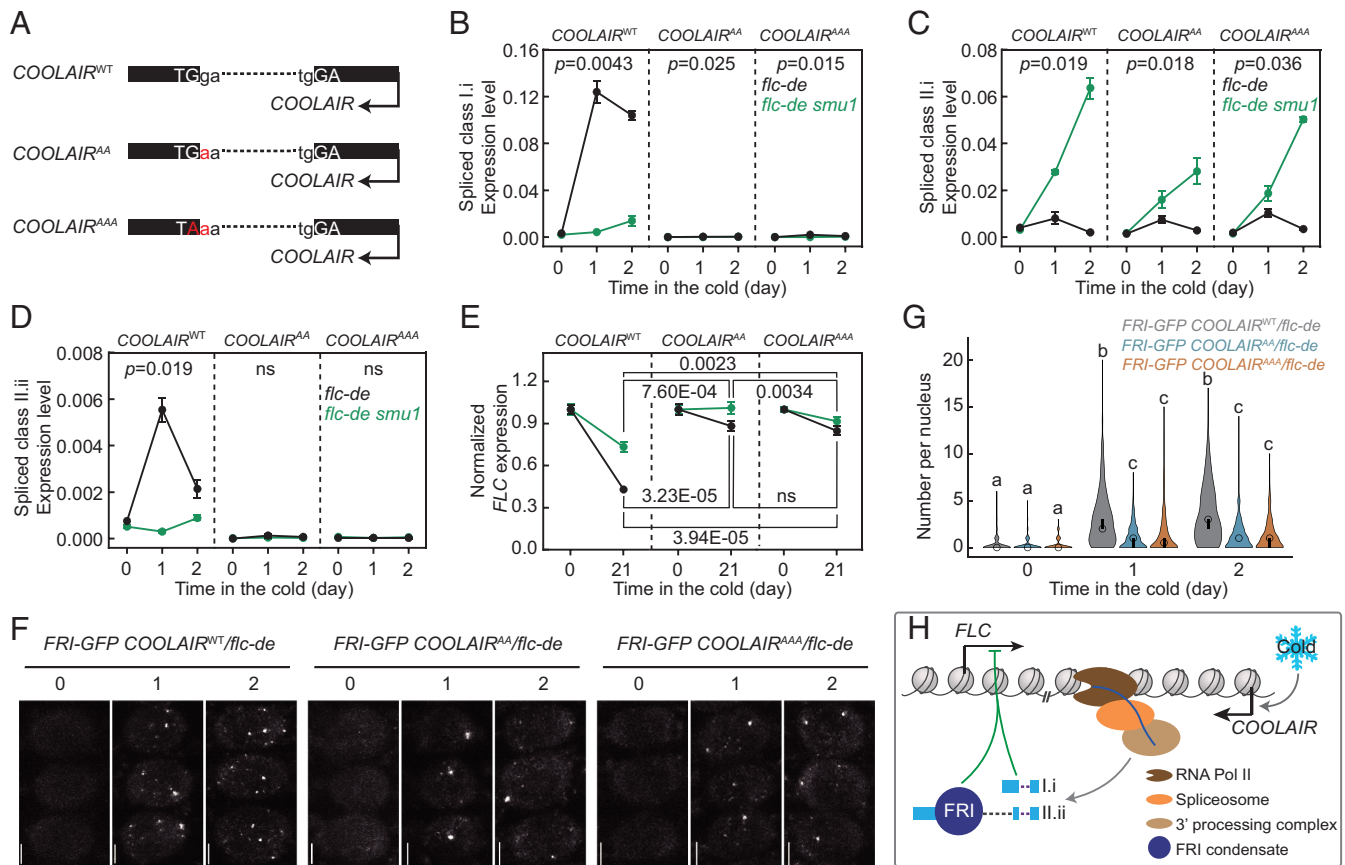 A
COOLAIR^WT
TGga
tgGA
COOLAIR
COOLAIR^AA
TGaa
tgGA
COOLAIR
COOLAIR^AAA
TAaa
tgGA
COOLAIR
B
COOLAIR^WT COOLAIR^AA COOLAIR^AAA
p=0.0043 p=0.025 p=0.015
flc-de
flc-de smu1
Spliced class I.i
Expression level
0.16
0.12
0.08
0.04
0.00
0 1 2 0 1 2 0 1 2
Time in the cold (day)
C
COOLAIR^WT COOLAIR^AA COOLAIR^AAA
p=0.019 p=0.018 p=0.036
flc-de
flc-de smu1
Spliced class II.i
Expression level
0.08
0.06
0.04
0.02
0.00
0 1 2 0 1 2 0 1 2
Time in the cold (day)
D
COOLAIR^WT COOLAIR^AA COOLAIR^AAA
p=0.019 ns ns
flc-de
flc-de smu1
Spliced class II.ii
Expression level
0.008
0.006
0.004
0.002
0.000
0 1 2 0 1 2 0 1 2
Time in the cold (day)
E
COOLAIR^WT COOLAIR^AA COOLAIR^AAA
0.0023
7.60E-04 0.0034
3.23E-05 ns
3.94E-05
Normalized
FLC expression
1.2
0.9
0.6
0.3
0.0
0 21 0 21 0 21
Time in the cold (day)
G
FRI-GFP COOLAIR^WT/flc-de
FRI-GFP COOLAIR^AA/flc-de
FRI-GFP COOLAIR^AAA/flc-de
Number per nucleus
20
15
10
5
0
a a a b c c b c c
0 1 2
Time in the cold (day)
F
FRI-GFP COOLAIR^WT/flc-de FRI-GFP COOLAIR^AA/flc-de FRI-GFP COOLAIR^AAA/flc-de
0 1 2 0 1 2 0 1 2
H
FLC
Cold
COOLAIR
I.i
II.ii
FRI
RNA Pol II
Spliceosome
3' processing complex
FRI condensate